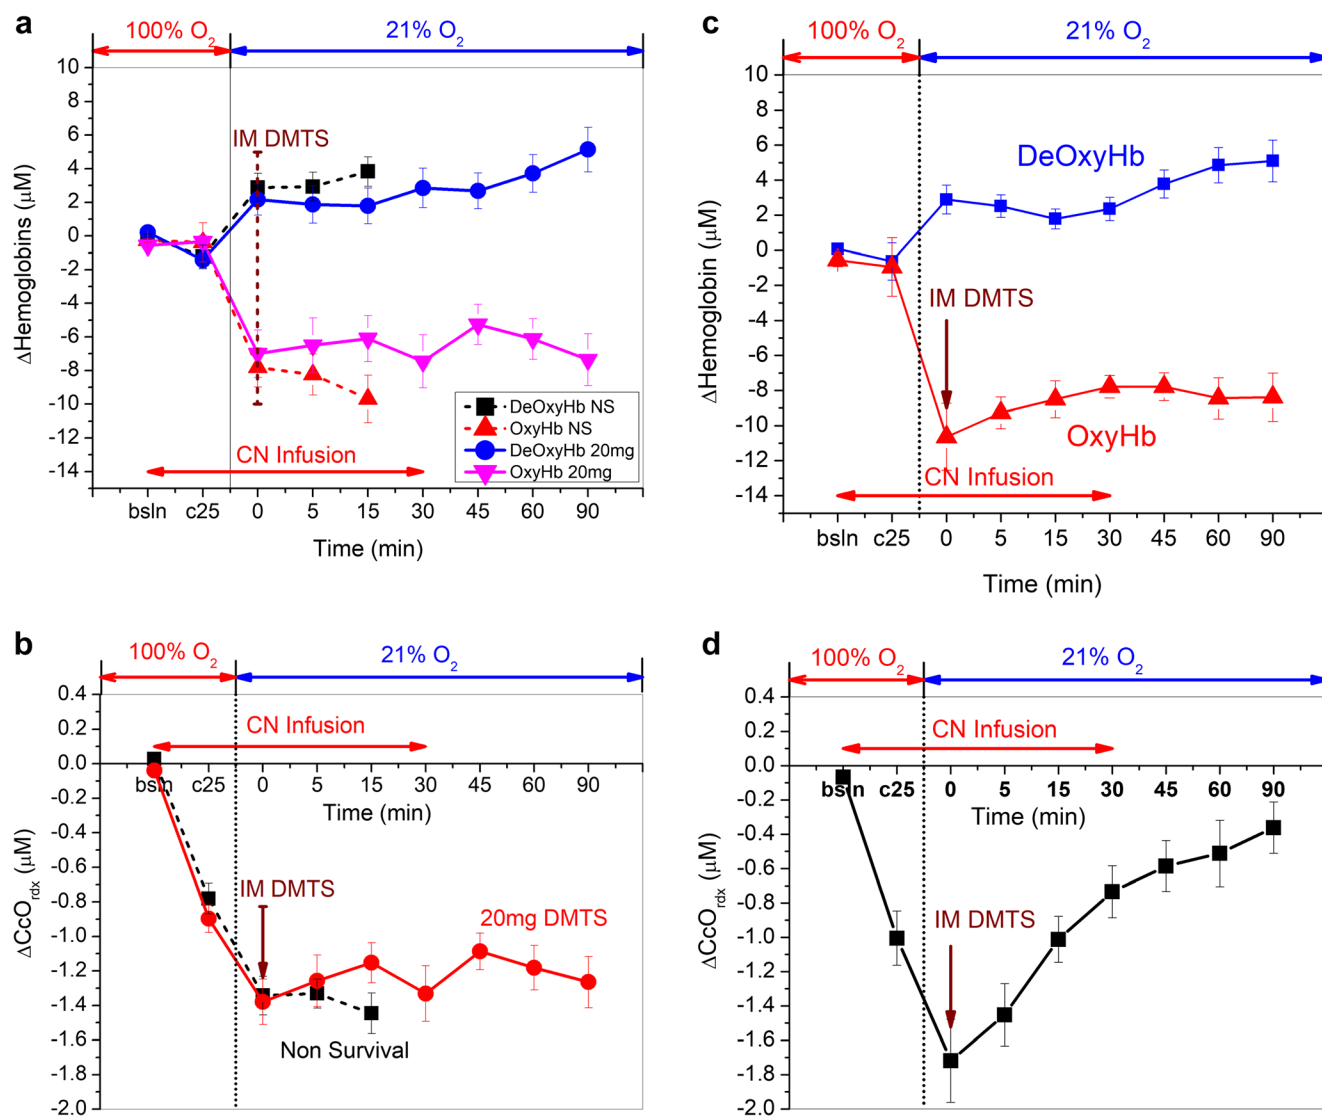 a
100% O2
21% O2
10
8
6
4
2
0
-2
-4
-6
-8
-10
-12
-14
ΔHemoglobins (μM)
IM DMTS
DeOxyHb NS
OxyHb NS
DeOxyHb 20mg
OxyHb 20mg
CN Infusion
bsln c25 0 5 15 30 45 60 90
Time (min)
c
100% O2
21% O2
10
8
6
4
2
0
-2
-4
-6
-8
-10
-12
-14
ΔHemoglobin (μM)
DeOxyHb
IM DMTS
OxyHb
CN Infusion
bsln c25 0 5 15 30 45 60 90
Time (min)
b
100% O2
21% O2
0.4
0.2
0.0
-0.2
-0.4
-0.6
-0.8
-1.0
-1.2
-1.4
-1.6
-1.8
-2.0
ΔCcOrdx (μM)
CN Infusion
bsln c25 0 5 15 30 45 60 90
Time (min)
IM DMTS
20mg DMTS
Non Survival
d
100% O2
21% O2
0.4
0.2
0.0
-0.2
-0.4
-0.6
-0.8
-1.0
-1.2
-1.4
-1.6
-1.8
-2.0
ΔCcOrdx (μM)
CN Infusion
bsln c25 0 5 15 30 45 60 90
Time (min)
IM DMTS